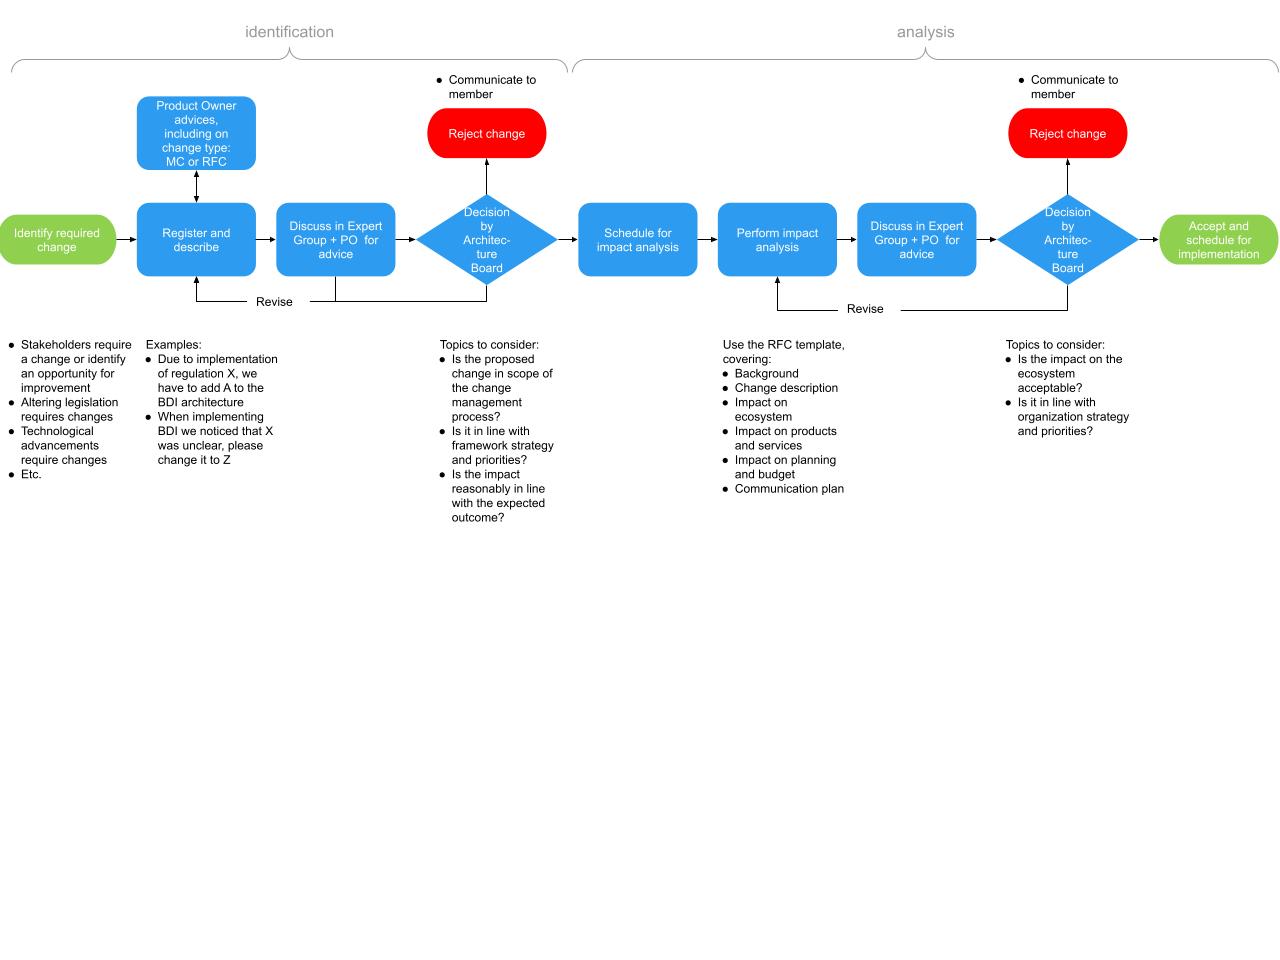 identification
analysis
● Communicate to
member
● Communicate to
member
Product Owner
advices,
including on
change type:
MC or RFC
Reject change
Reject change
Identify required
change
Register and
describe
Discuss in Expert
Group + PO  for
advice
Decision
by
Architec-
ture
Board
Schedule for
impact analysis
Perform impact
analysis
Discuss in Expert
Group + PO  for
advice
Decision
by
Architec-
ture
Board
Accept and
schedule for
implementation
Revise
Revise
● Stakeholders require
a change or identify
an opportunity for
improvement
● Altering legislation
requires changes
● Technological
advancements
require changes
● Etc.
Examples:
● Due to implementation
of regulation X, we
have to add A to the
BDI architecture
● When implementing
BDI we noticed that X
was unclear, please
change it to Z
Topics to consider:
● Is the proposed
change in scope of
the change
management
process?
● Is it in line with
framework strategy
and priorities?
● Is the impact
reasonably in line
with the expected
outcome?
Use the RFC template,
covering:
● Background
● Change description
● Impact on
ecosystem
● Impact on products
and services
● Impact on planning
and budget
● Communication plan
Topics to consider:
● Is the impact on the
ecosystem
acceptable?
● Is it in line with
organization strategy
and priorities?